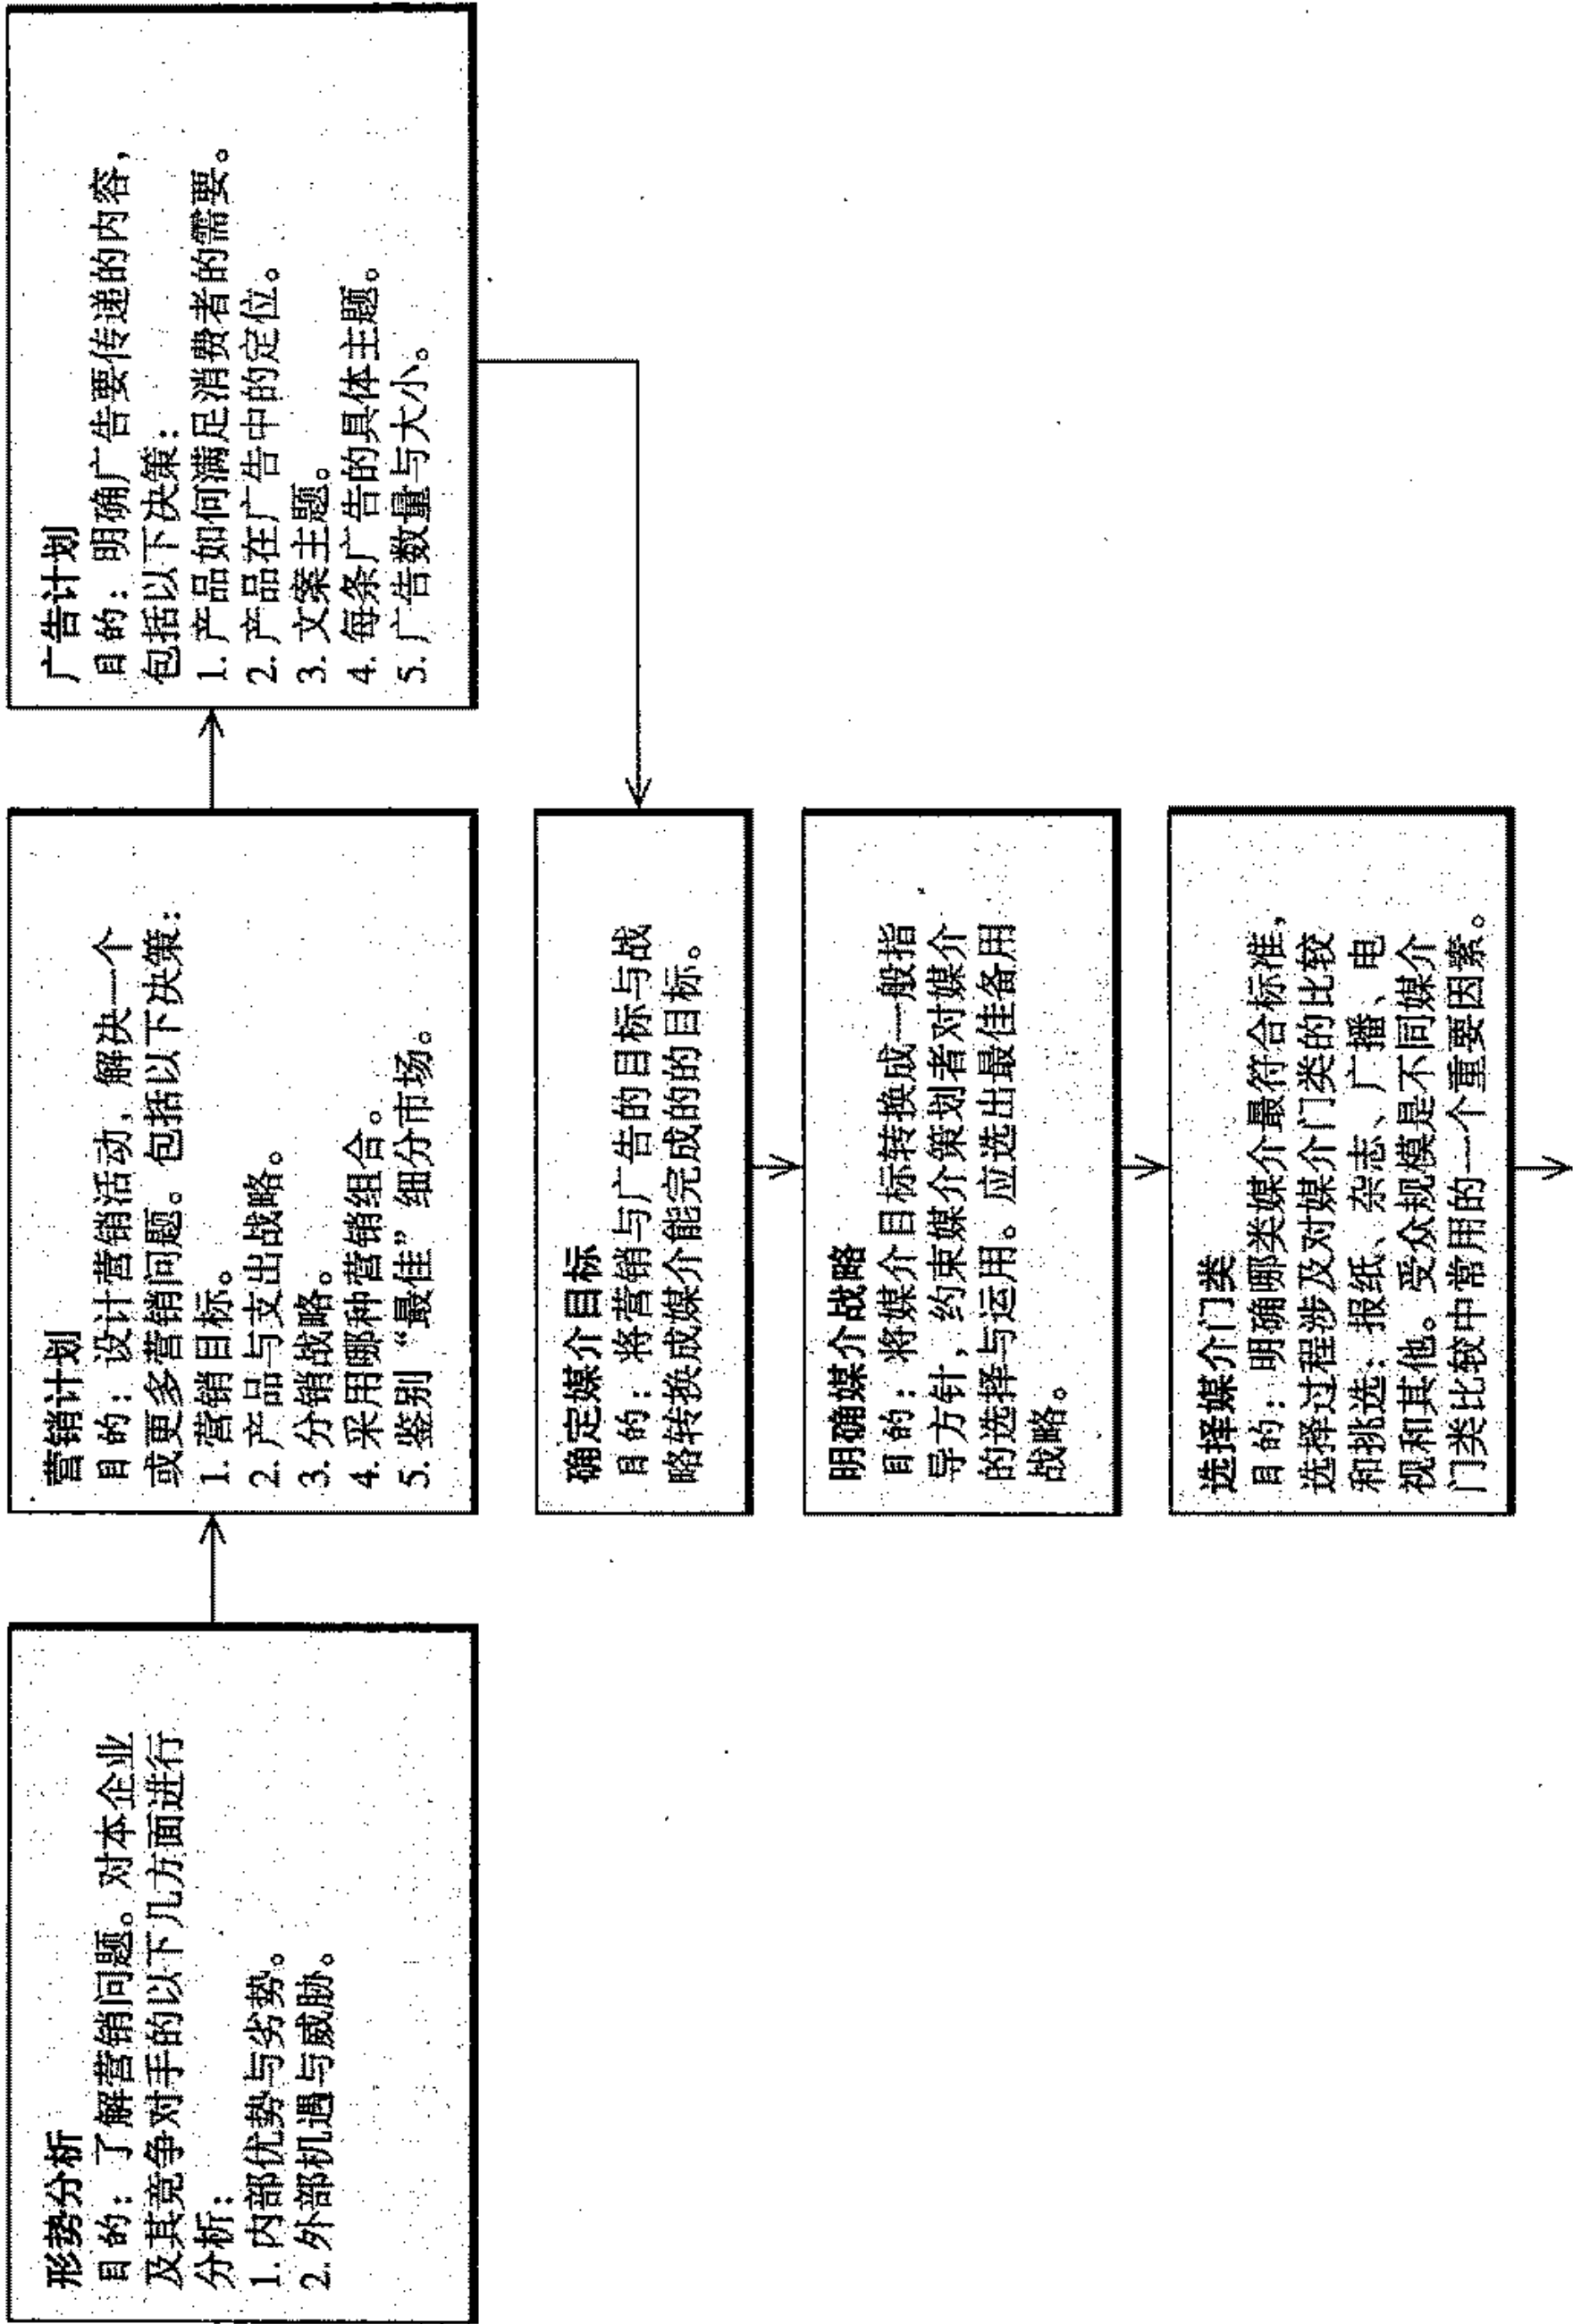 形势分析
目的：了解营销问题。对本企业
及其竞争对手的以下几方面进行
分析：
1. 内部优势与劣势。
2. 外部机遇与威胁。
营销计划
目的：设计营销活动，解决一个
或更多营销问题。包括以下决策：
1. 营销目标。
2. 产品与支出战略。
3. 分销战略。
4. 采用哪种营销组合。
5. 鉴别“最佳”细分市场。
广告计划
目的：明确广告要传递的内容，
包括以下决策：
1. 产品如何满足消费者的需要。
2. 产品在广告中的定位。
3. 文案主题。
4. 每条广告的具体主题。
5. 广告数量与大小。
确定媒介目标
目的：将营销与广告的目标与战
略转换成媒介能完成的的目标。
明确媒介战略
目的：将媒介目标转换成一般指
导方针，约束媒介策划者对媒介
的选择与运用。应选出最佳备用
战略。
选择媒介门类
目的：明确哪类媒介最符合标准，
选择过程涉及对媒介门类的比较
和挑选：报纸、杂志、广播、电
视和其他。受众规模是不同媒介
门类比较中常用的一个重要因素。